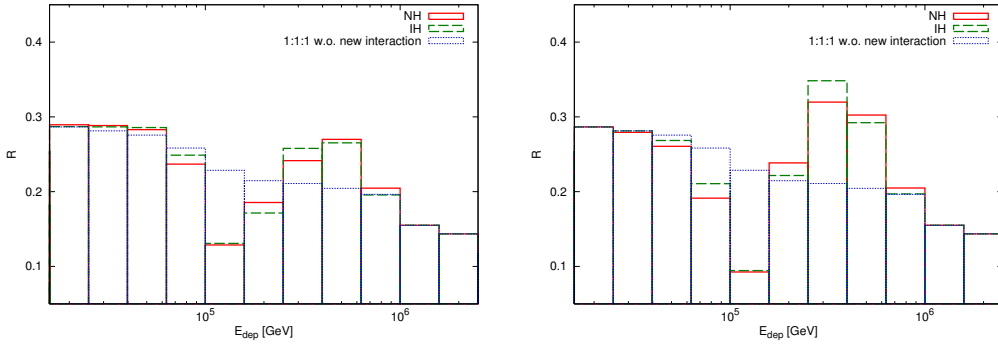 NH
IH
1:1:1 w.o. new interaction
0.4
0.3
0.2
0.1
R
10^5
10^6
E_dep [GeV]
NH
IH
1:1:1 w.o. new interaction
0.4
0.3
0.2
0.1
R
10^5
10^6
E_dep [GeV]